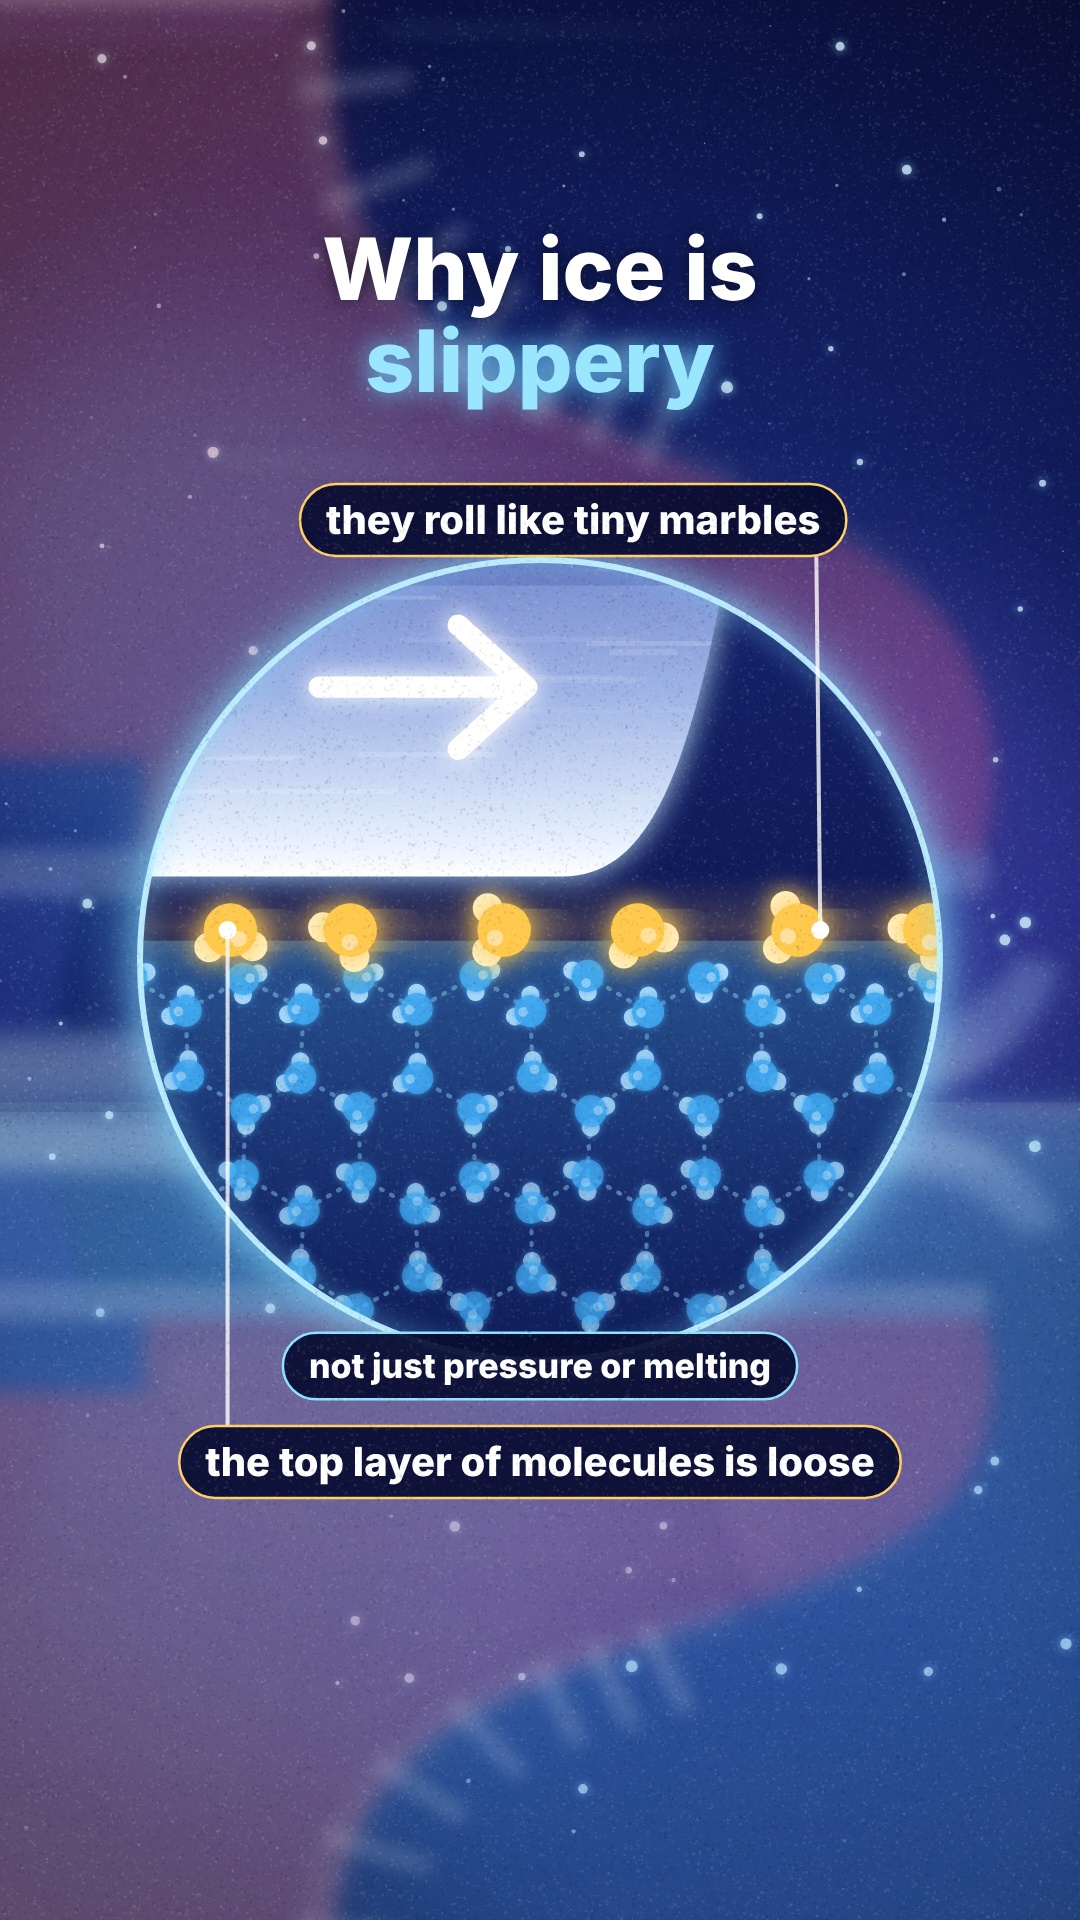 Why ice is
slippery
they roll like tiny marbles
not just pressure or melting
the top layer of molecules is loose